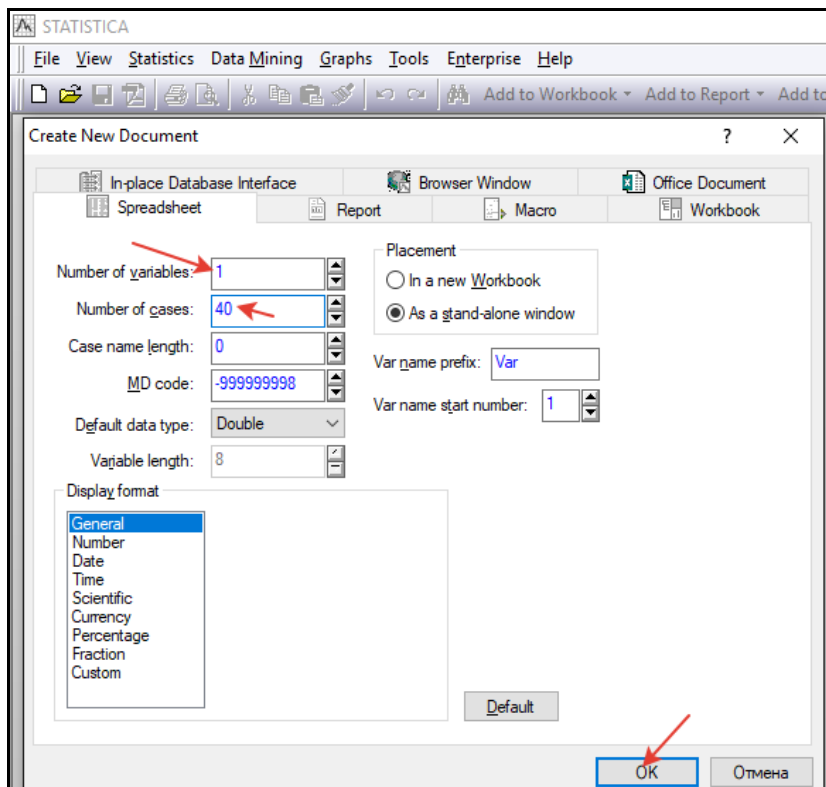 STATISTICA
File View Statistics Data Mining Graphs Tools Enterprise Help
Add to Workbook Add to Report Add to
Create New Document ?
In-place Database Interface Browser Window Office Document
Spreadsheet Report Macro Workbook
Number of variables: 1
Number of cases: 40
Case name length: 0
MD code: -999999998
Default data type: Double
Variable length: 8
Placement
In a new Workbook
As a stand-alone window
Var name prefix: Var
Var name start number: 1
Display format
General
Number
Date
Time
Scientific
Currency
Percentage
Fraction
Custom
Default
OK Отмена